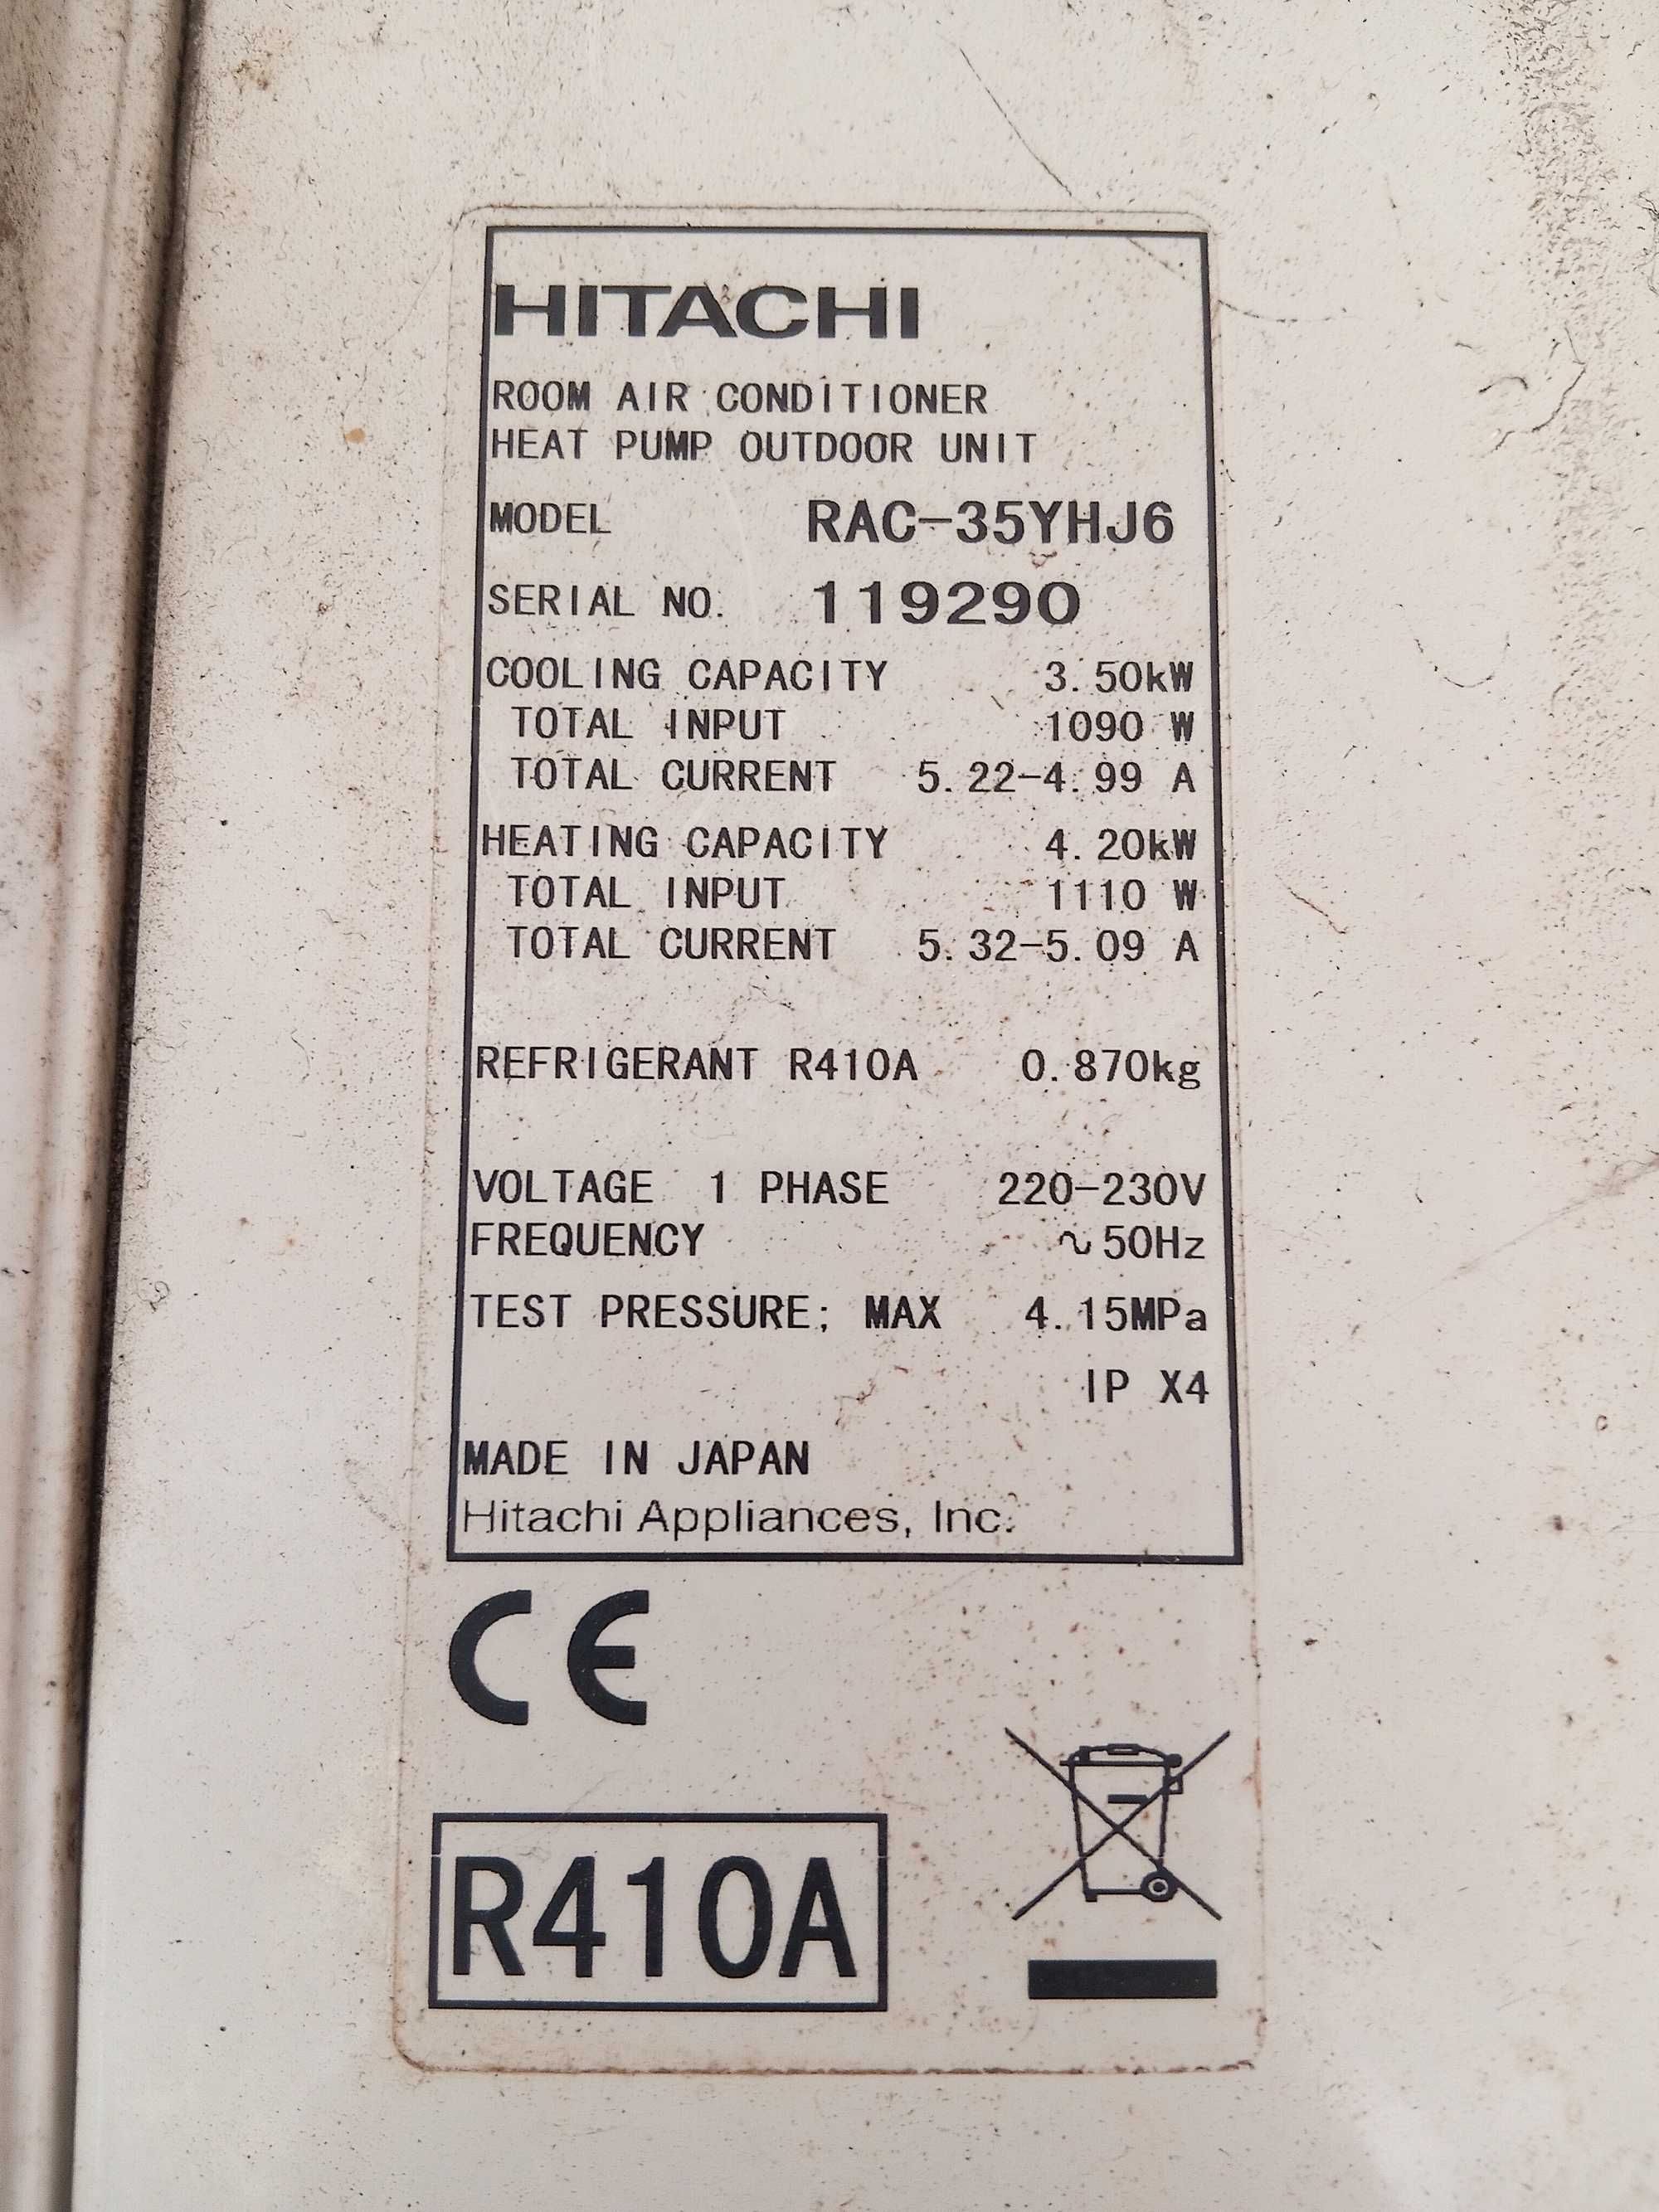 HITACHI
ROOM AIR CONDITIONER
HEAT PUMP OUTDOOR UNIT
MODEL RAC-35YHJ6
SERIAL NO. 119290
COOLING CAPACITY 3.50kW
TOTAL INPUT 1090 W
TOTAL CURRENT 5.22-4.99 A
HEATING CAPACITY 4.20kW
TOTAL INPUT 1110 W
TOTAL CURRENT 5.32-5.09 A
REFRIGERANT R410A 0.870kg
VOLTAGE 1 PHASE 220-230V
FREQUENCY ∿50Hz
TEST PRESSURE; MAX 4.15MPa
IP X4
MADE IN JAPAN
Hitachi Appliances, Inc.
CE
R410A